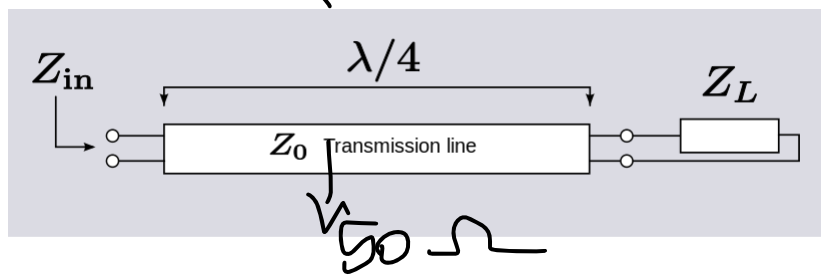 λ/4
Z_in
Z_L
Z_0 Transmission line
50 Ω